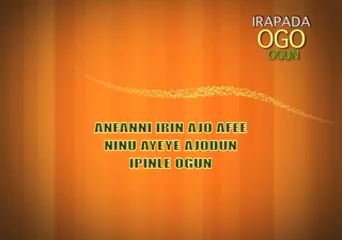 IRAPADA
OGO
OGUN
ANFANNI IRIN AJO AFEE
NINU AYEYE AJODUN
IPINLE OGUN